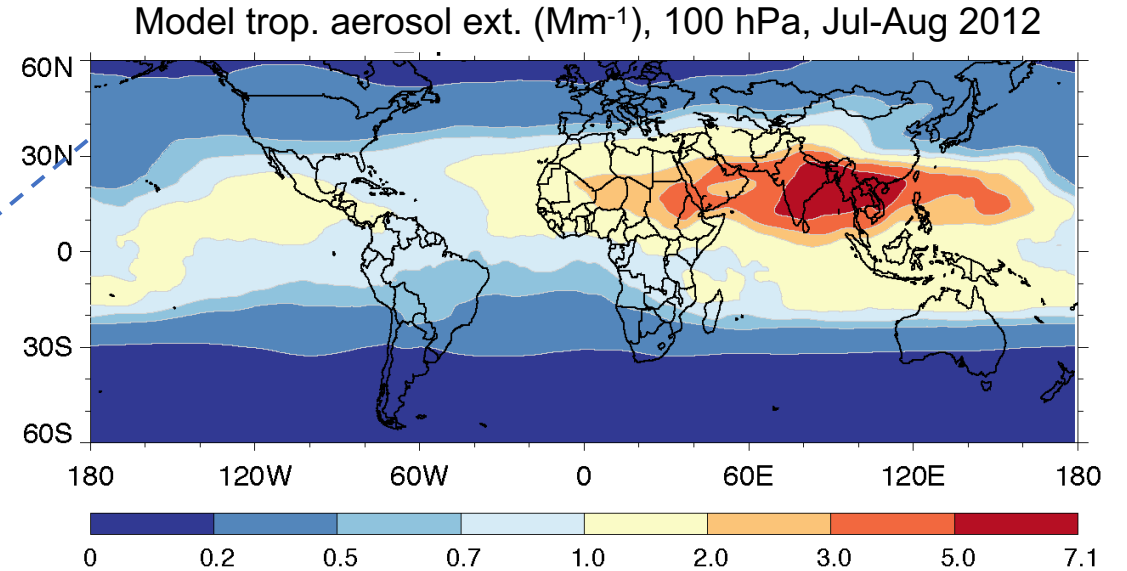 Model trop. aerosol ext. (Mm-1), 100 hPa, Jul-Aug 2012
60N
30N
0
30S
60S
180 120W 60W 0 60E 120E 180
0 0.2 0.5 0.7 1.0 2.0 3.0 5.0 7.1